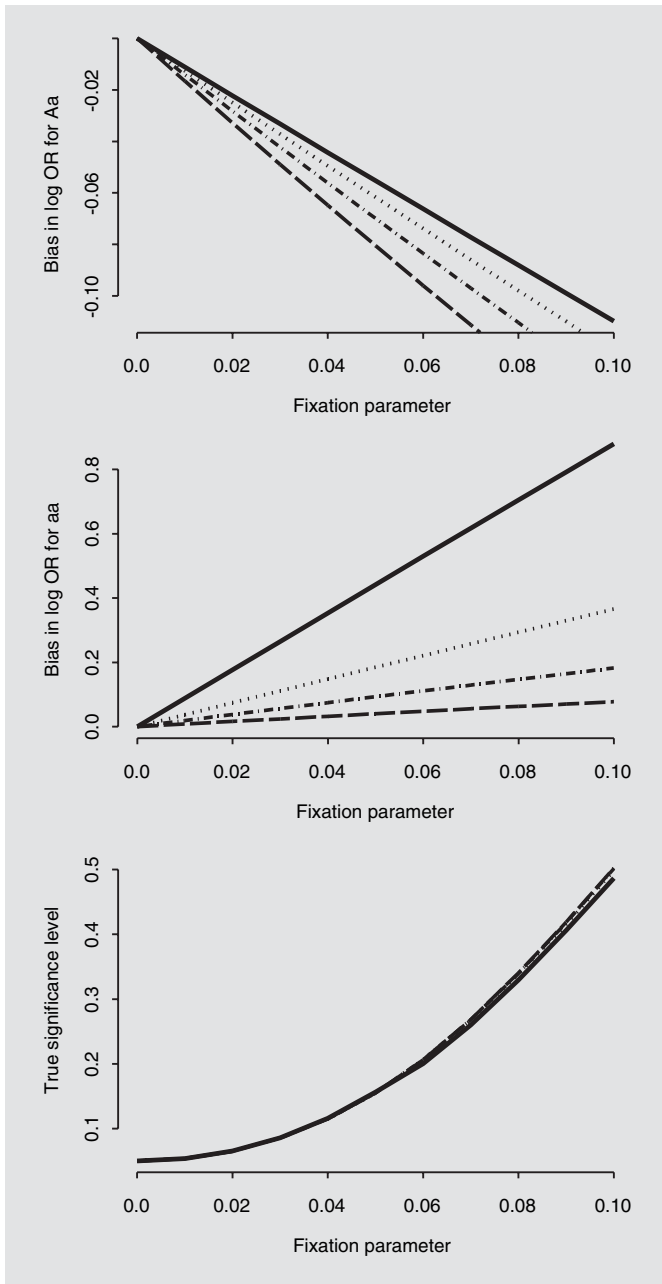 Bias in log OR for Aa
-0.02
-0.06
-0.10
0.0 0.02 0.04 0.06 0.08 0.10
Fixation parameter
Bias in log OR for aa
0.8
0.6
0.4
0.2
0.0
0.0 0.02 0.04 0.06 0.08 0.10
Fixation parameter
True significance level
0.5
0.4
0.3
0.2
0.1
0.0 0.02 0.04 0.06 0.08 0.10
Fixation parameter